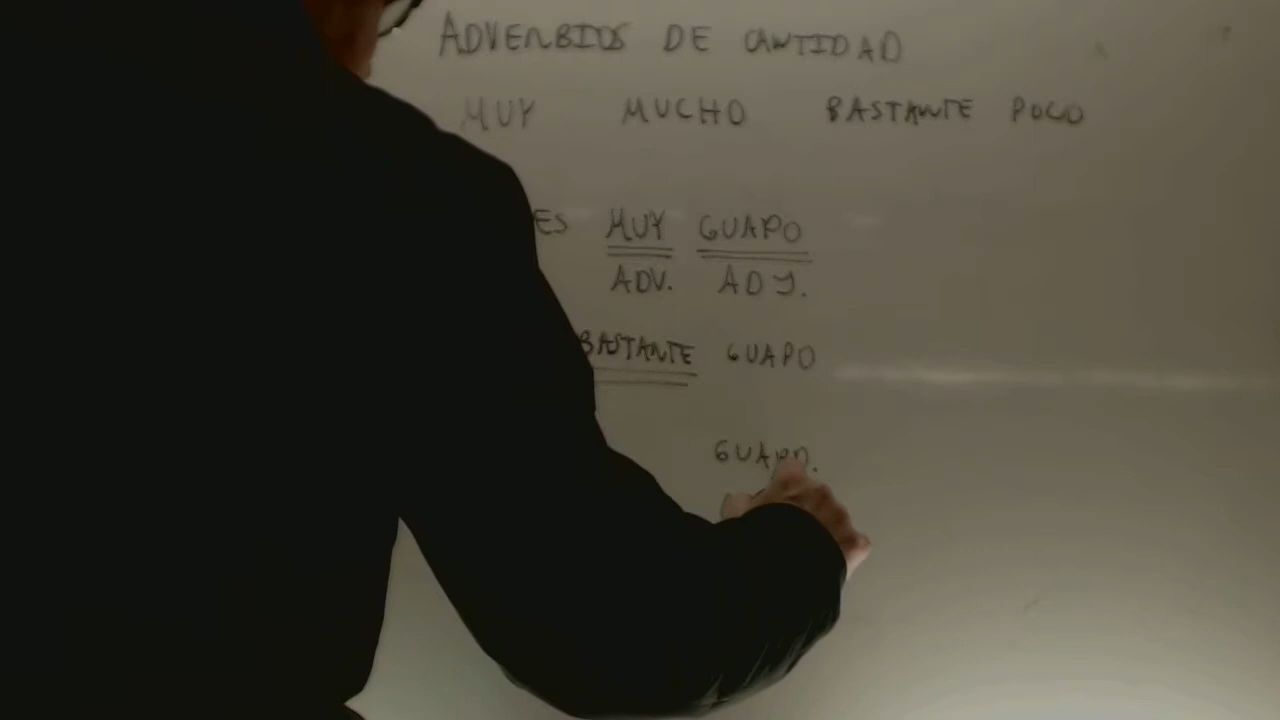 ADVERBIOS DE CANTIDAD
MUY MUCHO BASTANTE POCO
ES MUY GUAPO
ADV. ADJ.
BASTANTE GUAPO
GUAPO.